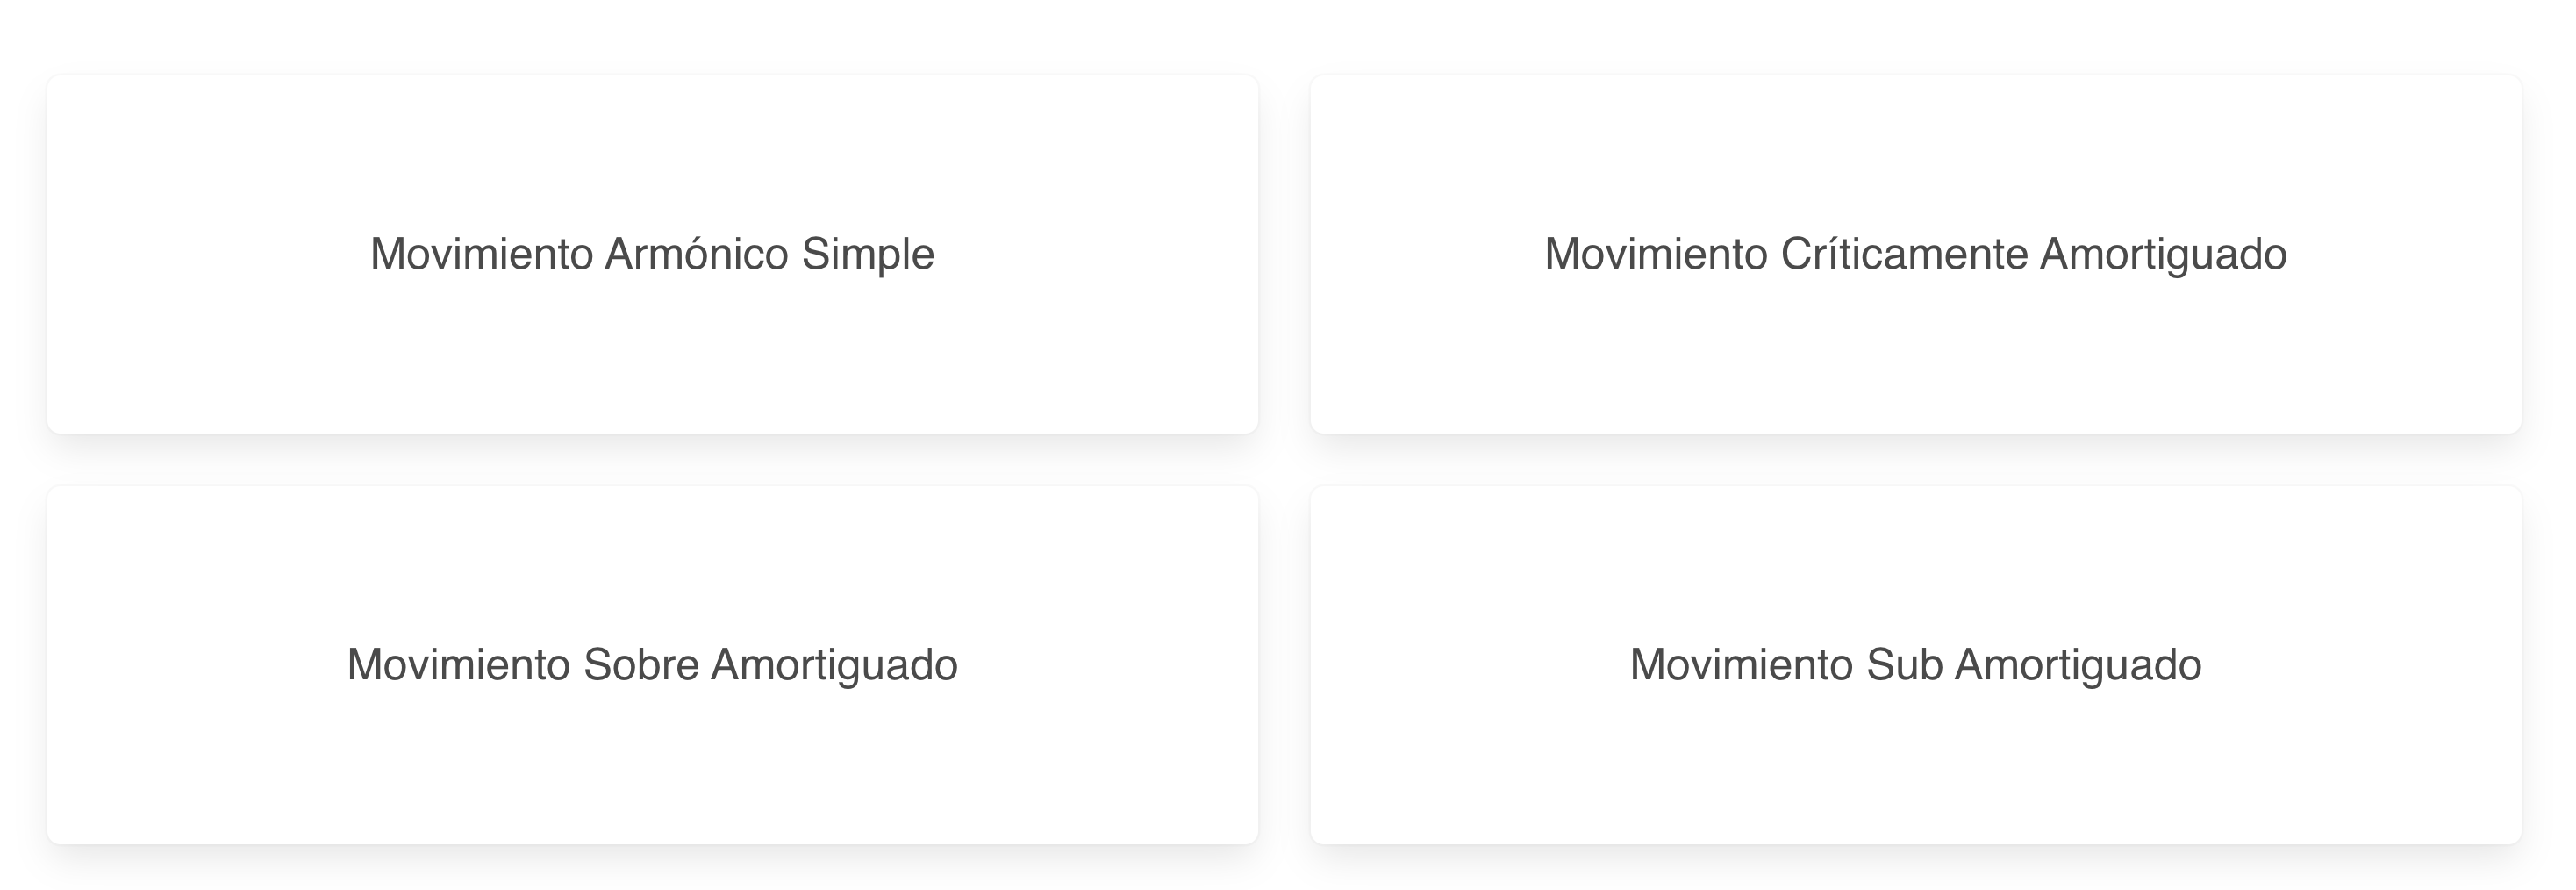 Movimiento Armónico Simple
Movimiento Críticamente Amortiguado
Movimiento Sobre Amortiguado
Movimiento Sub Amortiguado